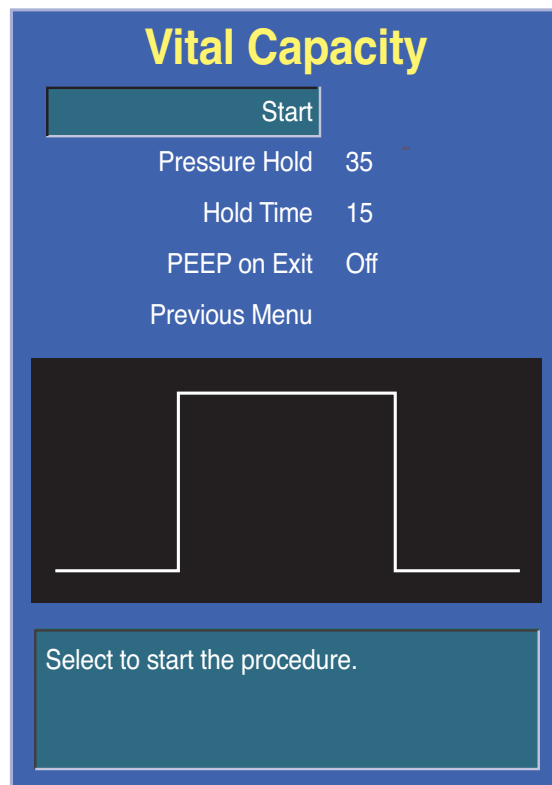 Vital Capacity
Start
Pressure Hold 35
Hold Time 15
PEEP on Exit Off
Previous Menu
Select to start the procedure.